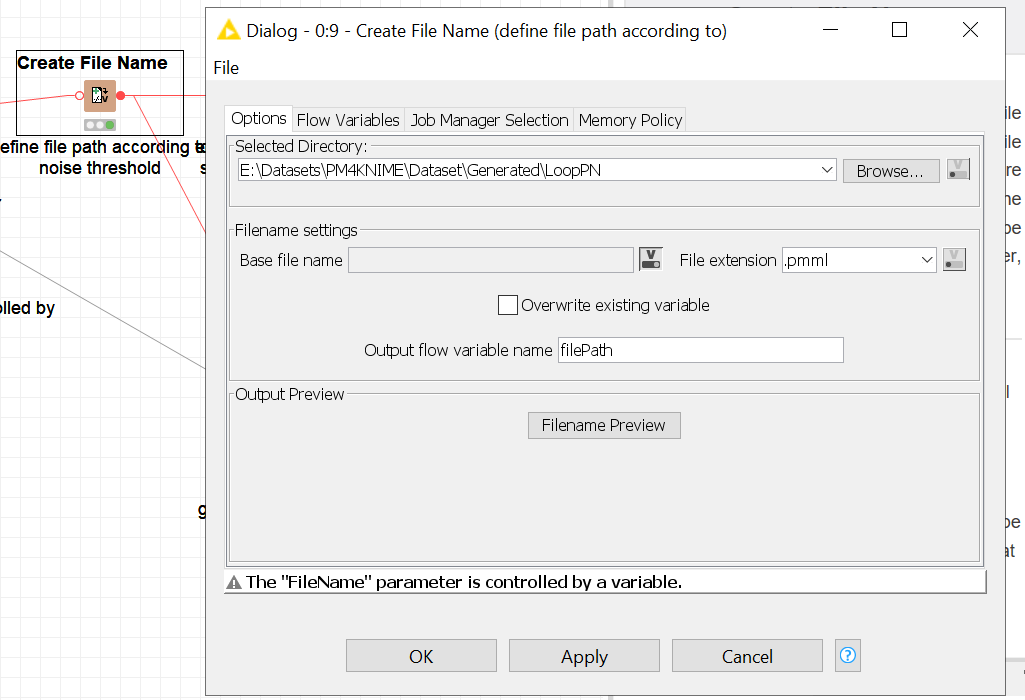 Dialog - 0:9 - Create File Name (define file path according to)
File
Create File Name
efine file path according
noise threshold
olled by
Options Flow Variables Job Manager Selection Memory Policy
Selected Directory:
E:\Datasets\PM4KNIME\Dataset\Generated\LoopPN Browse... V
Filename settings
Base file name V File extension .pmml V
Overwrite existing variable
Output flow variable name filePath
Output Preview
Filename Preview
The "FileName" parameter is controlled by a variable.
OK Apply Cancel ?